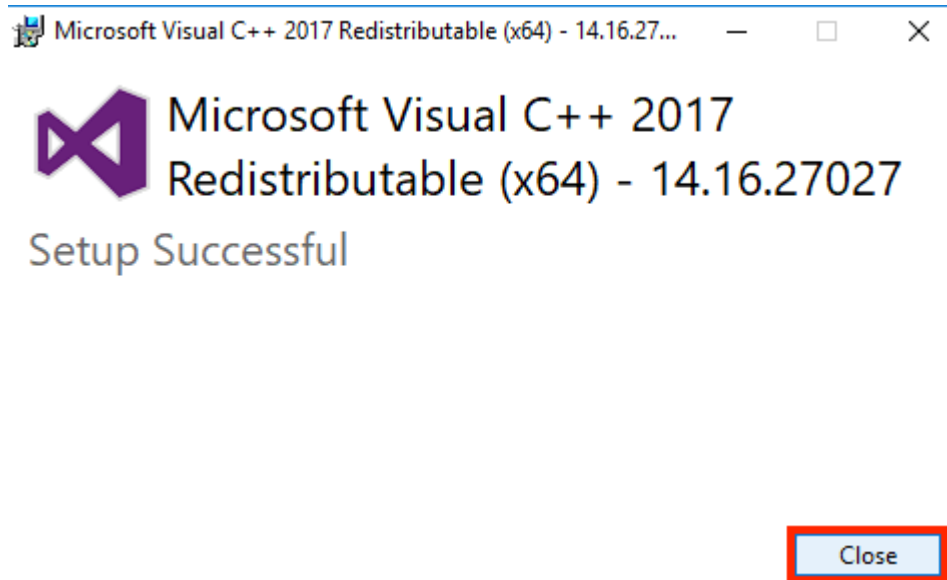 Microsoft Visual C++ 2017 Redistributable (x64) - 14.16.27...
Microsoft Visual C++ 2017
Redistributable (x64) - 14.16.27027
Setup Successful
Close